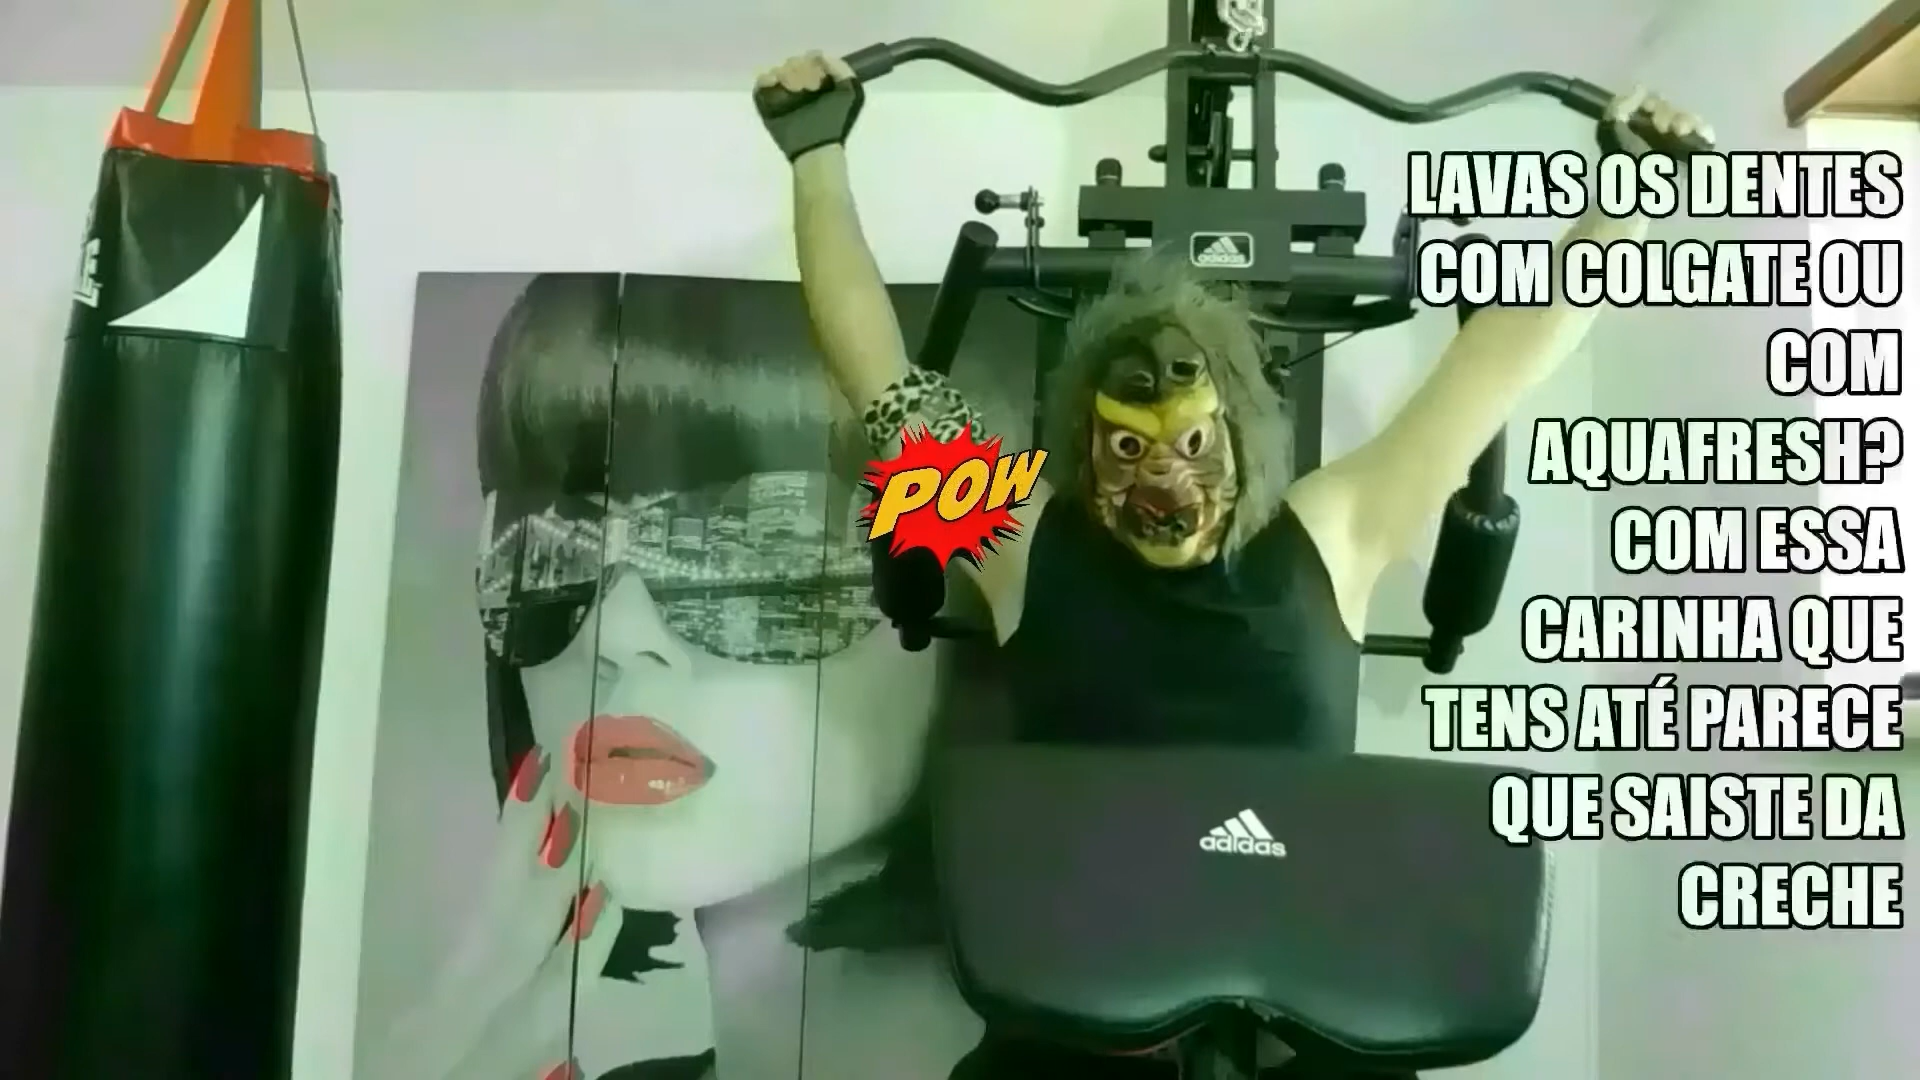 adidas
LAVAS OS DENTES
COM COLGATE OU
COM
AQUAFRESH?
COM ESSA
CARINHA QUE
TENS ATÉ PARECE
QUE SAISTE DA
CRECHE
POW
adidas